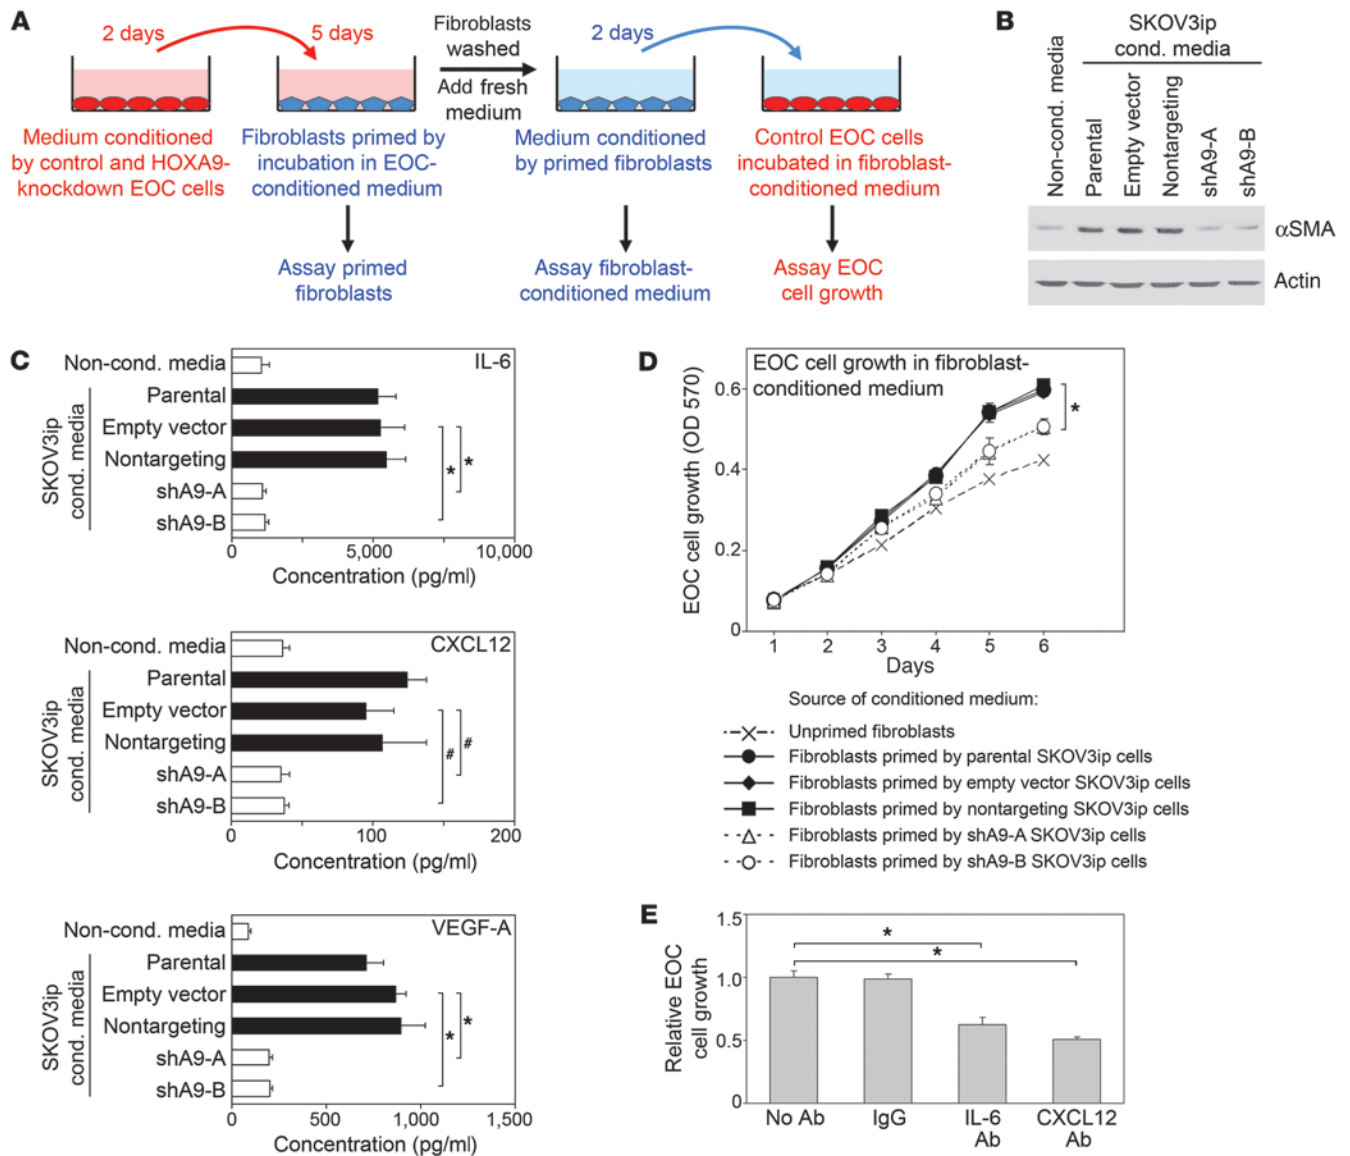 A
2 days
5 days
Fibroblasts
washed
Add fresh
medium
2 days
Medium conditioned
by control and HOXA9-
knockdown EOC cells
Fibroblasts primed by
incubation in EOC-
conditioned medium
Medium conditioned
by primed fibroblasts
Control EOC cells
incubated in fibroblast-
conditioned medium
Assay primed
fibroblasts
Assay fibroblast-
conditioned medium
Assay EOC
cell growth
B
SKOV3ip
cond. media
Non-cond. media
Parental
Empty vector
Nontargeting
shA9-A
shA9-B
αSMA
Actin
C
IL-6
Non-cond. media
SKOV3ip
cond. media
Parental
Empty vector
Nontargeting
shA9-A
shA9-B
* *
0 5,000 10,000
Concentration (pg/ml)
CXCL12
Non-cond. media
SKOV3ip
cond. media
Parental
Empty vector
Nontargeting
shA9-A
shA9-B
# #
0 100 200
Concentration (pg/ml)
VEGF-A
Non-cond. media
SKOV3ip
cond. media
Parental
Empty vector
Nontargeting
shA9-A
shA9-B
* *
0 500 1,000 1,500
Concentration (pg/ml)
D
EOC cell growth in fibroblast-
conditioned medium
EOC cell growth (OD 570)
0.6
0.4
0.2
0
*
1 2 3 4 5 6
Days
Source of conditioned medium:
Unprimed fibroblasts
Fibroblasts primed by parental SKOV3ip cells
Fibroblasts primed by empty vector SKOV3ip cells
Fibroblasts primed by nontargeting SKOV3ip cells
Fibroblasts primed by shA9-A SKOV3ip cells
Fibroblasts primed by shA9-B SKOV3ip cells
E
Relative EOC
cell growth
1.5
1.0
0.5
0
*
*
No Ab IgG IL-6 CXCL12
Ab Ab